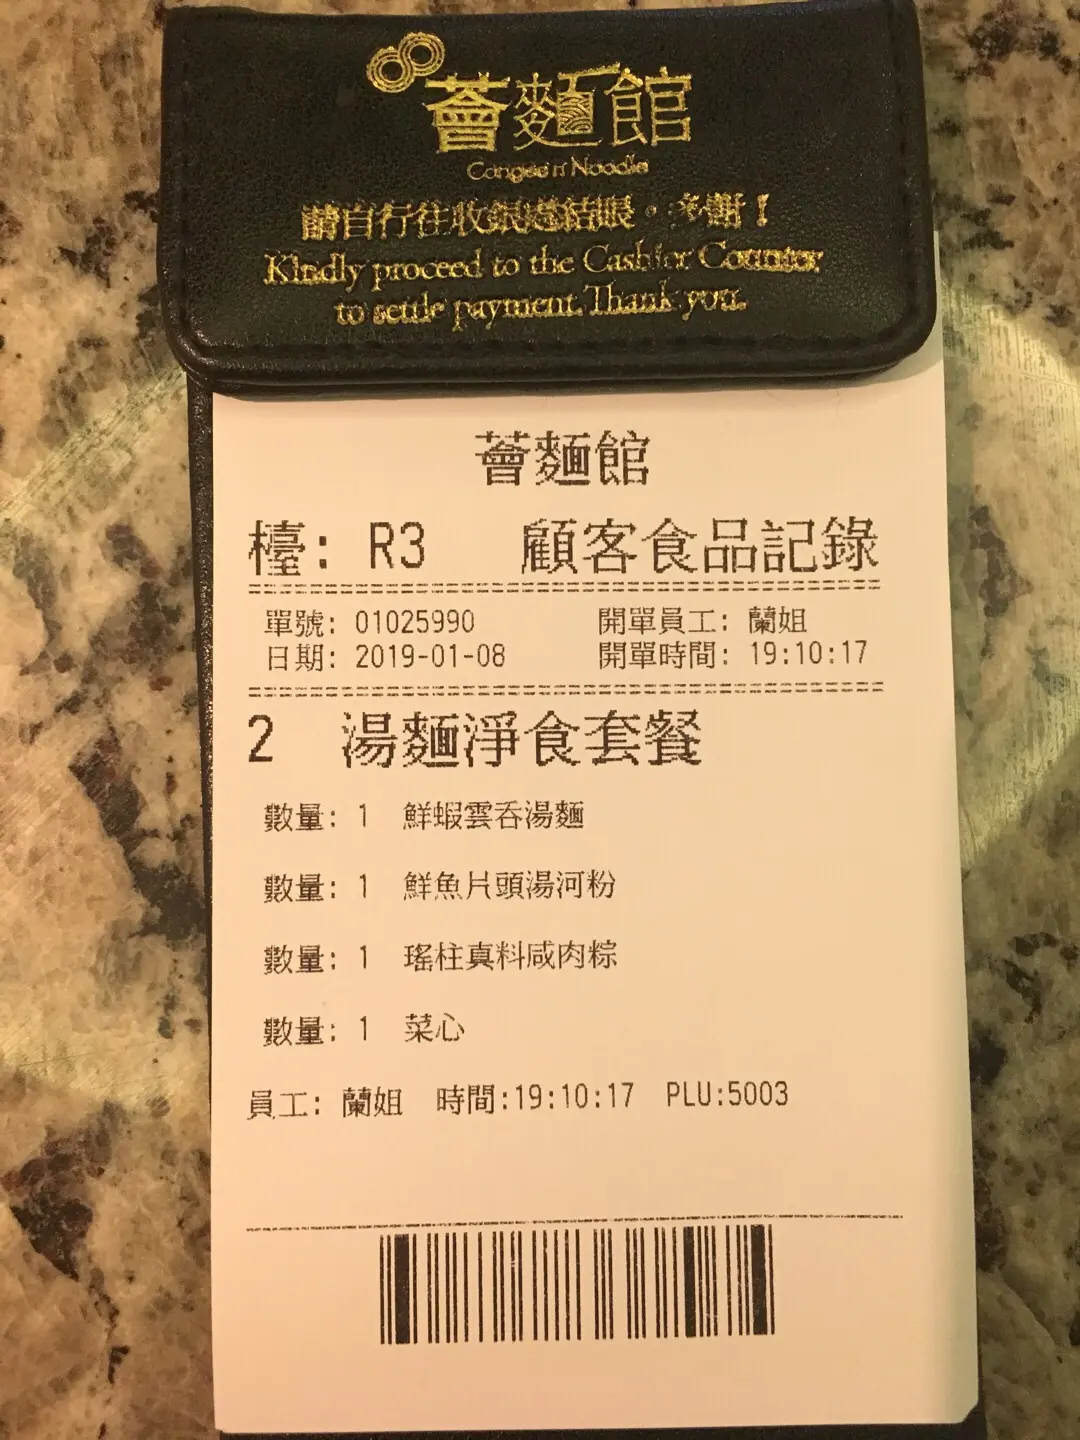 薈麵館
Congee n Noodle
請自行往收銀處結賬。多謝！
Kindly proceed to the Cashier Counter
to settle payment. Thank you.
薈麵館
檯: R3 顧客食品記錄
單號: 01025990 開單員工: 蘭姐
日期: 2019-01-08 開單時間: 19:10:17
2 湯麵淨食套餐
數量: 1 鮮蝦雲吞湯麵
數量: 1 鮮魚片頭湯河粉
數量: 1 瑤柱真料咸肉粽
數量: 1 菜心
員工: 蘭姐 時間:19:10:17 PLU:5003